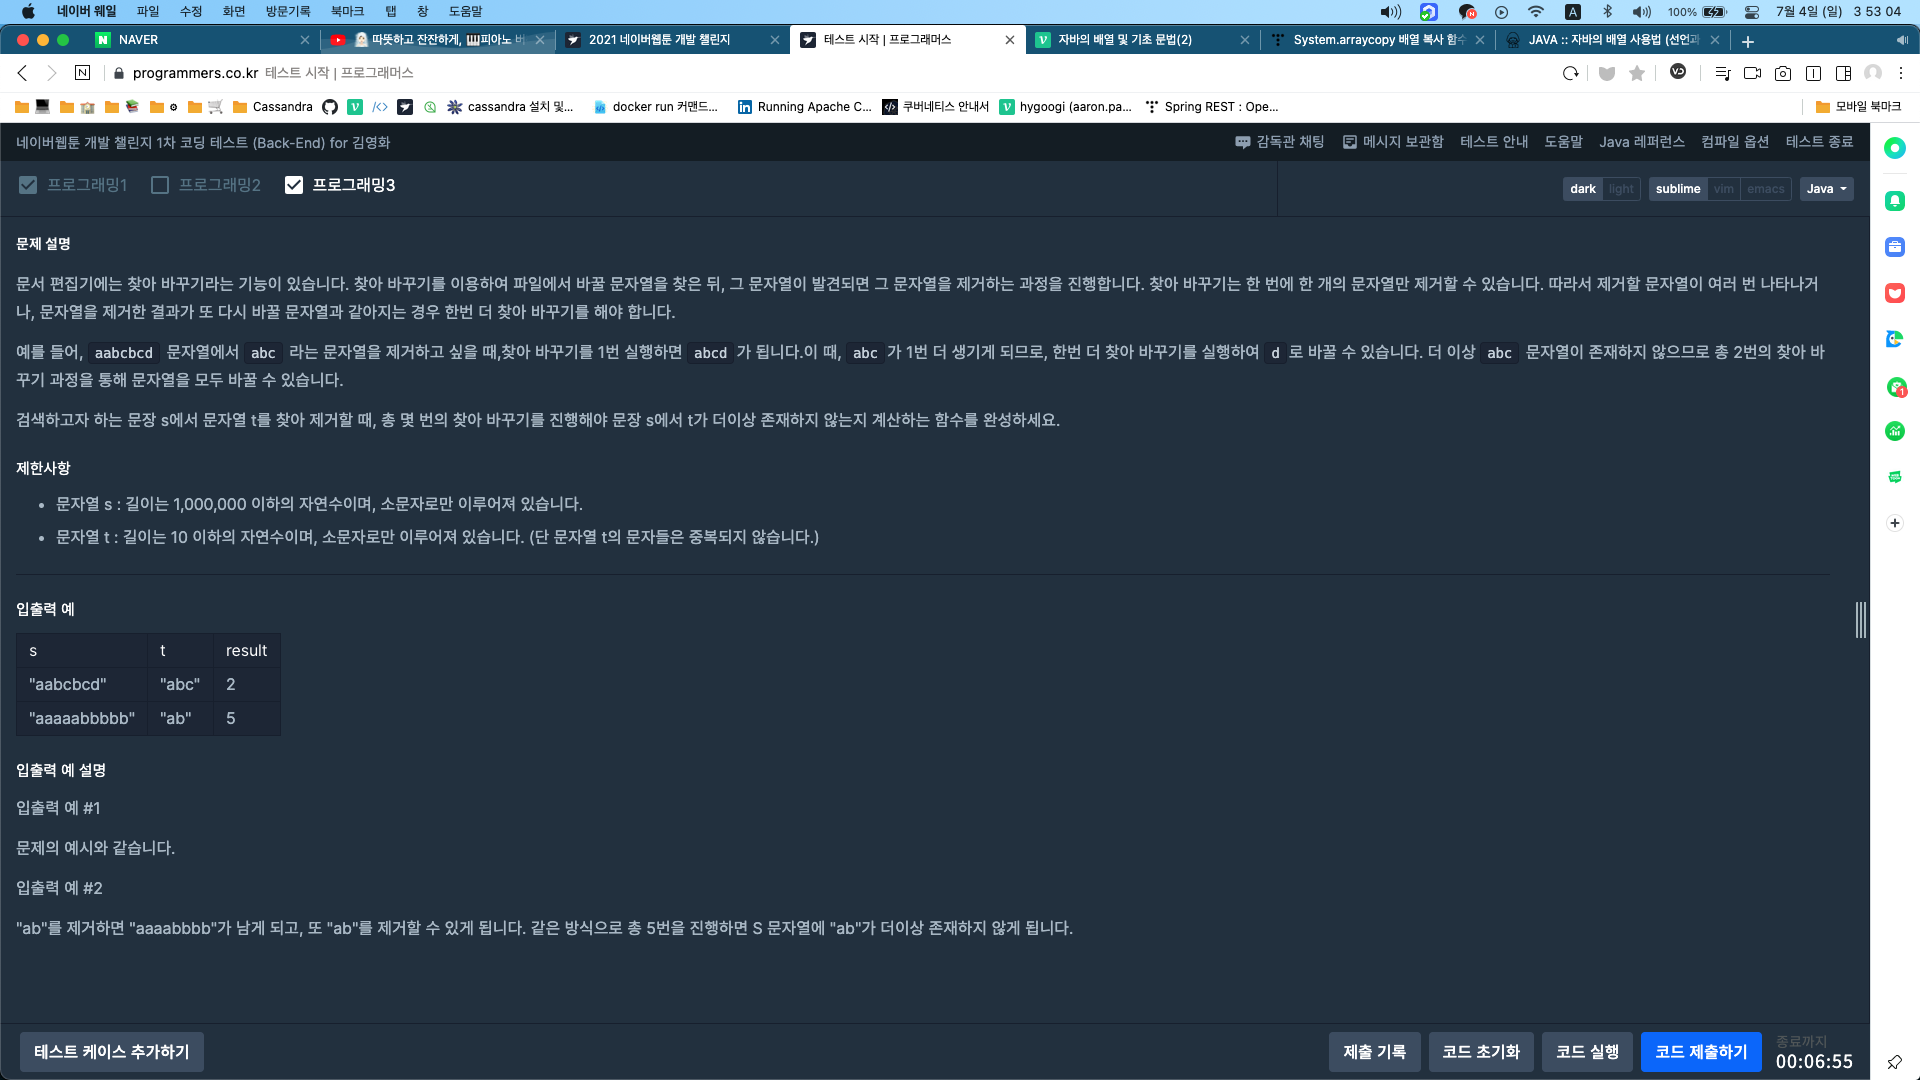 네이버 웨일 파일 수정 화면 방문기록 북마크 탭 창 도움말 100% 7월 4일 (일) 3 53 04
NAVER 따뜻하고 잔잔하게, 🎹피아노 2021 네이버웹툰 개발 챌린지 테스트 시작 | 프로그래머스 자바의 배열 및 기초 문법(2) System.arraycopy 배열 복사 함수 JAVA :: 자바의 배열 사용법 (선언과
programmers.co.kr 테스트 시작 | 프로그래머스
Cassandra cassandra 설치 및... docker run 커맨드... Running Apache C... 쿠버네티스 안내서 hygoogi (aaron.pa... Spring REST : Ope... 모바일 북마크
네이버웹툰 개발 챌린지 1차 코딩 테스트 (Back-End) for 김영화 감독관 채팅 메시지 보관함 테스트 안내 도움말 Java 레퍼런스 컴파일 옵션 테스트 종료
프로그래밍1 프로그래밍2 프로그래밍3 dark light sublime vim emacs Java
문제 설명
문서 편집기에는 찾아 바꾸기라는 기능이 있습니다. 찾아 바꾸기를 이용하여 파일에서 바꿀 문자열을 찾은 뒤, 그 문자열이 발견되면 그 문자열을 제거하는 과정을 진행합니다. 찾아 바꾸기는 한 번에 한 개의 문자열만 제거할 수 있습니다. 따라서 제거할 문자열이 여러 번 나타나거
나, 문자열을 제거한 결과가 또 다시 바꿀 문자열과 같아지는 경우 한번 더 찾아 바꾸기를 해야 합니다.
예를 들어, aabcbcd 문자열에서 abc 라는 문자열을 제거하고 싶을 때,찾아 바꾸기를 1번 실행하면 abcd 가 됩니다.이 때, abc 가 1번 더 생기게 되므로, 한번 더 찾아 바꾸기를 실행하여 d 로 바꿀 수 있습니다. 더 이상 abc 문자열이 존재하지 않으므로 총 2번의 찾아 바
꾸기 과정을 통해 문자열을 모두 바꿀 수 있습니다.
검색하고자 하는 문장 s에서 문자열 t를 찾아 제거할 때, 총 몇 번의 찾아 바꾸기를 진행해야 문장 s에서 t가 더이상 존재하지 않는지 계산하는 함수를 완성하세요.
제한사항
• 문자열 s : 길이는 1,000,000 이하의 자연수이며, 소문자로만 이루어져 있습니다.
• 문자열 t : 길이는 10 이하의 자연수이며, 소문자로만 이루어져 있습니다. (단 문자열 t의 문자들은 중복되지 않습니다.)
입출력 예
s t result
"aabcbcd" "abc" 2
"aaaaabbbbb" "ab" 5
입출력 예 설명
입출력 예 #1
문제의 예시와 같습니다.
입출력 예 #2
"ab"를 제거하면 "aaaabbbb"가 남게 되고, 또 "ab"를 제거할 수 있게 됩니다. 같은 방식으로 총 5번을 진행하면 S 문자열에 "ab"가 더이상 존재하지 않게 됩니다.
테스트 케이스 추가하기 제출 기록 코드 초기화 코드 실행 코드 제출하기 종료까지
00:06:55